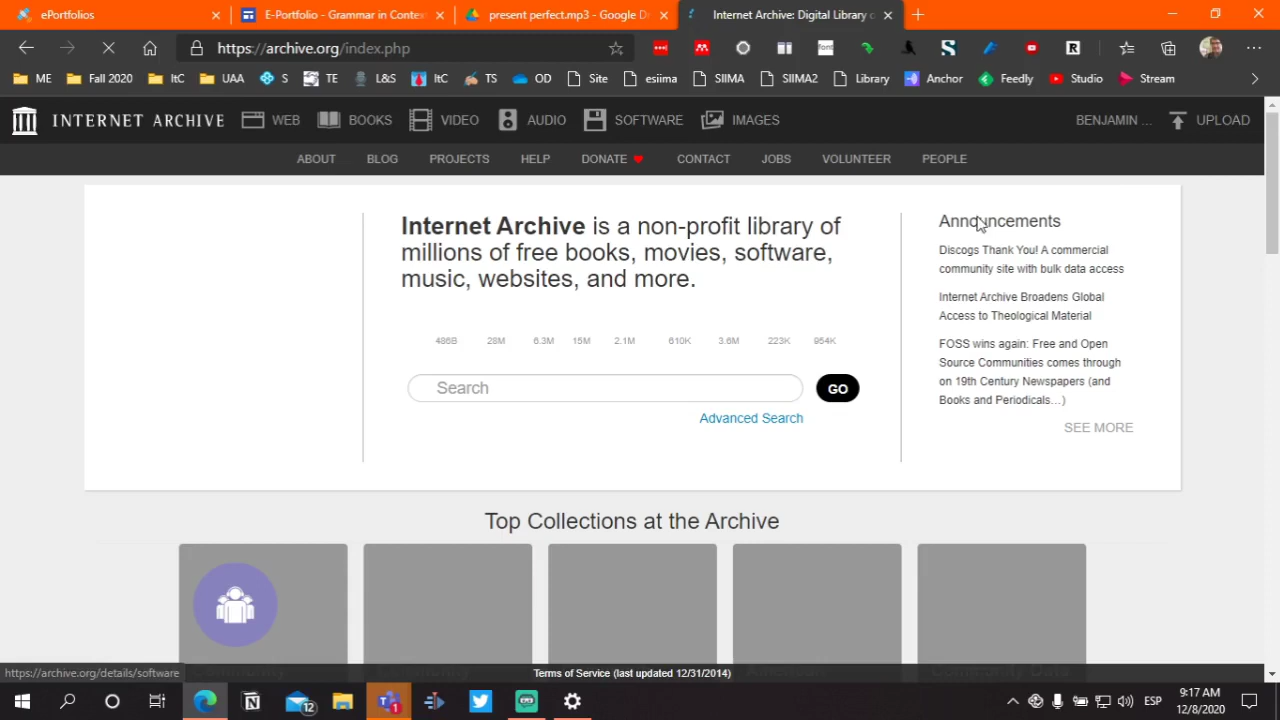 ePortfolios
E-Portfolio - Grammar in Contex
present perfect.mp3 - Google Dr
Internet Archive: Digital Library o
https://archive.org/index.php
ME
Fall 2020
ItC
UAA
S
TE
L&S
ItC
TS
OD
Site
esiima
SIIMA
SIIMA2
Library
Anchor
Feedly
Studio
Stream
INTERNET ARCHIVE
WEB
BOOKS
VIDEO
AUDIO
SOFTWARE
IMAGES
BENJAMIN ...
UPLOAD
ABOUT
BLOG
PROJECTS
HELP
DONATE
CONTACT
JOBS
VOLUNTEER
PEOPLE
Internet Archive is a non-profit library of
millions of free books, movies, software,
music, websites, and more.
486B
28M
6.3M
15M
2.1M
610K
3.6M
223K
954K
Search
GO
Advanced Search
Announcements
Discogs Thank You! A commercial
community site with bulk data access
Internet Archive Broadens Global
Access to Theological Material
FOSS wins again: Free and Open
Source Communities comes through
on 19th Century Newspapers (and
Books and Periodicals…)
SEE MORE
Top Collections at the Archive
Community Data
https://archive.org/details/software
Terms of Service (last updated 12/31/2014)
12
1
ESP
9:17 AM
12/8/2020